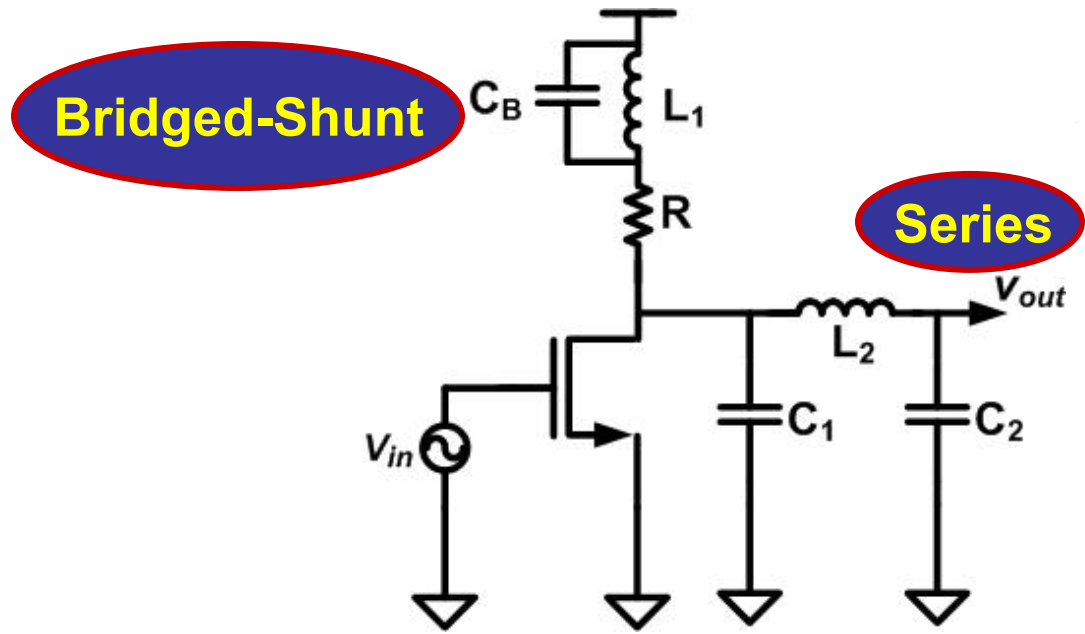 Bridged-Shunt
CB
L1
R
Series
vout
L2
Vin
C1
C2